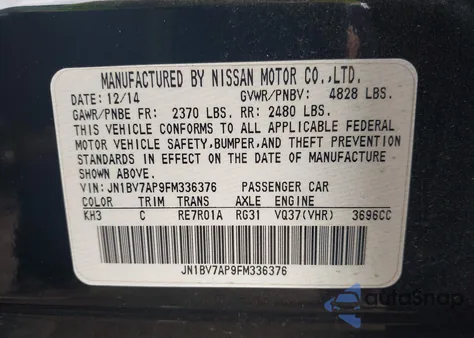 MANUFACTURED BY NISSAN MOTOR CO.,LTD.
DATE: 12/14 GVWR/PNBV: 4828 LBS.
GAWR/PNBE FR: 2370 LBS. RR: 2480 LBS.
THIS VEHICLE CONFORMS TO ALL APPLICABLE FEDERAL
MOTOR VEHICLE SAFETY, BUMPER, AND THEFT PREVENTION
STANDARDS IN EFFECT ON THE DATE OF MANUFACTURE
SHOWN ABOVE.
VIN: JN1BV7AP9FM336376 PASSENGER CAR
COLOR TRIM TRANS AXLE ENGINE
KH3 C RE7R01A RG31 VQ37(VHR) 3696CC
JN1BV7AP9FM336376
autoSnap